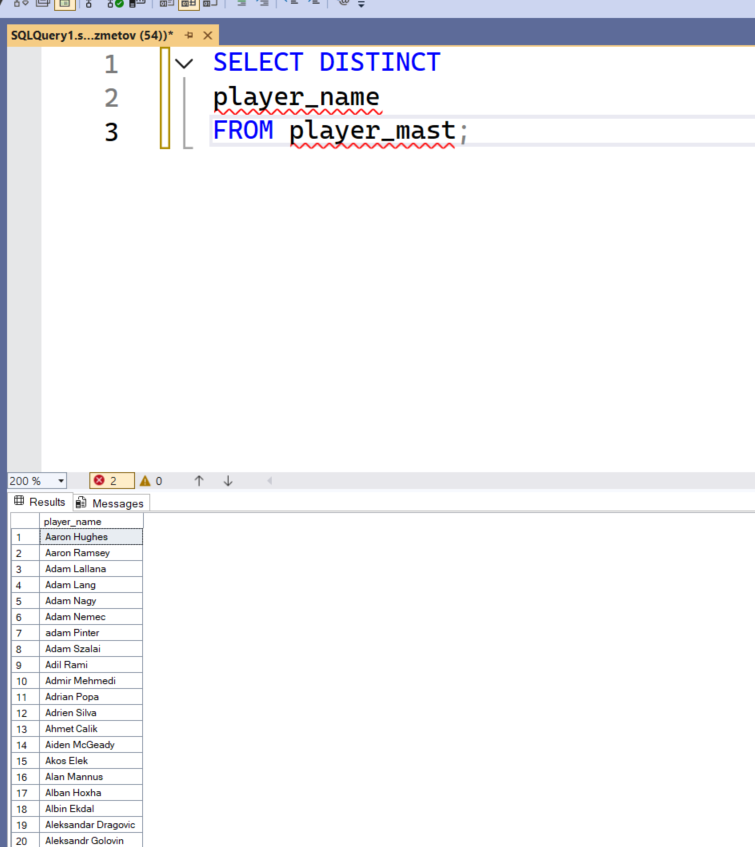 SQLQuery1.s...zmetov (54))*
1 SELECT DISTINCT
2 player_name
3 FROM player_mast;
200 % 2 0
Results Messages
player_name
1 Aaron Hughes
2 Aaron Ramsey
3 Adam Lallana
4 Adam Lang
5 Adam Nagy
6 Adam Nemec
7 adam Pinter
8 Adam Szalai
9 Adil Rami
10 Admir Mehmedi
11 Adrian Popa
12 Adrien Silva
13 Ahmet Calik
14 Aiden McGeady
15 Akos Elek
16 Alan Mannus
17 Alban Hoxha
18 Albin Ekdal
19 Aleksandar Dragovic
20 Aleksandr Golovin